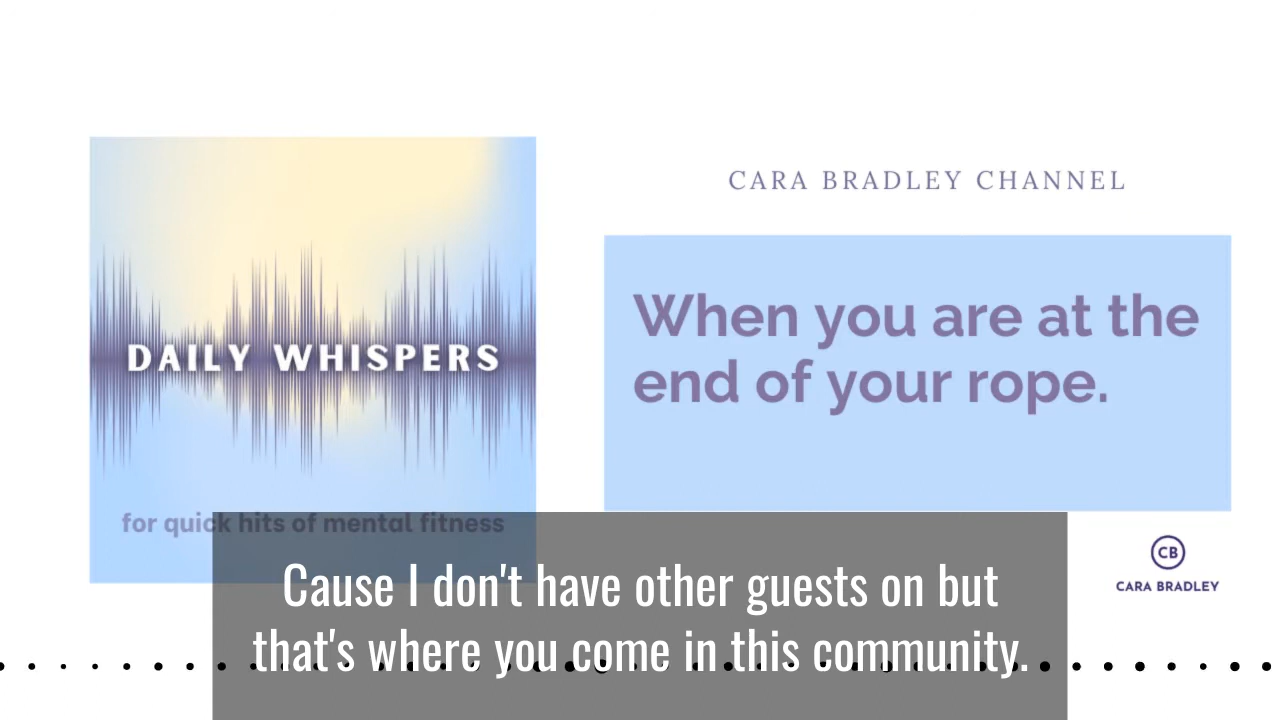 CARA BRADLEY CHANNEL
When you are at the
end of your rope.
DAILY WHISPERS
for quick hits of mental fitness
CB
CARA BRADLEY
Cause I don't have other guests on but
that's where you come in this community.